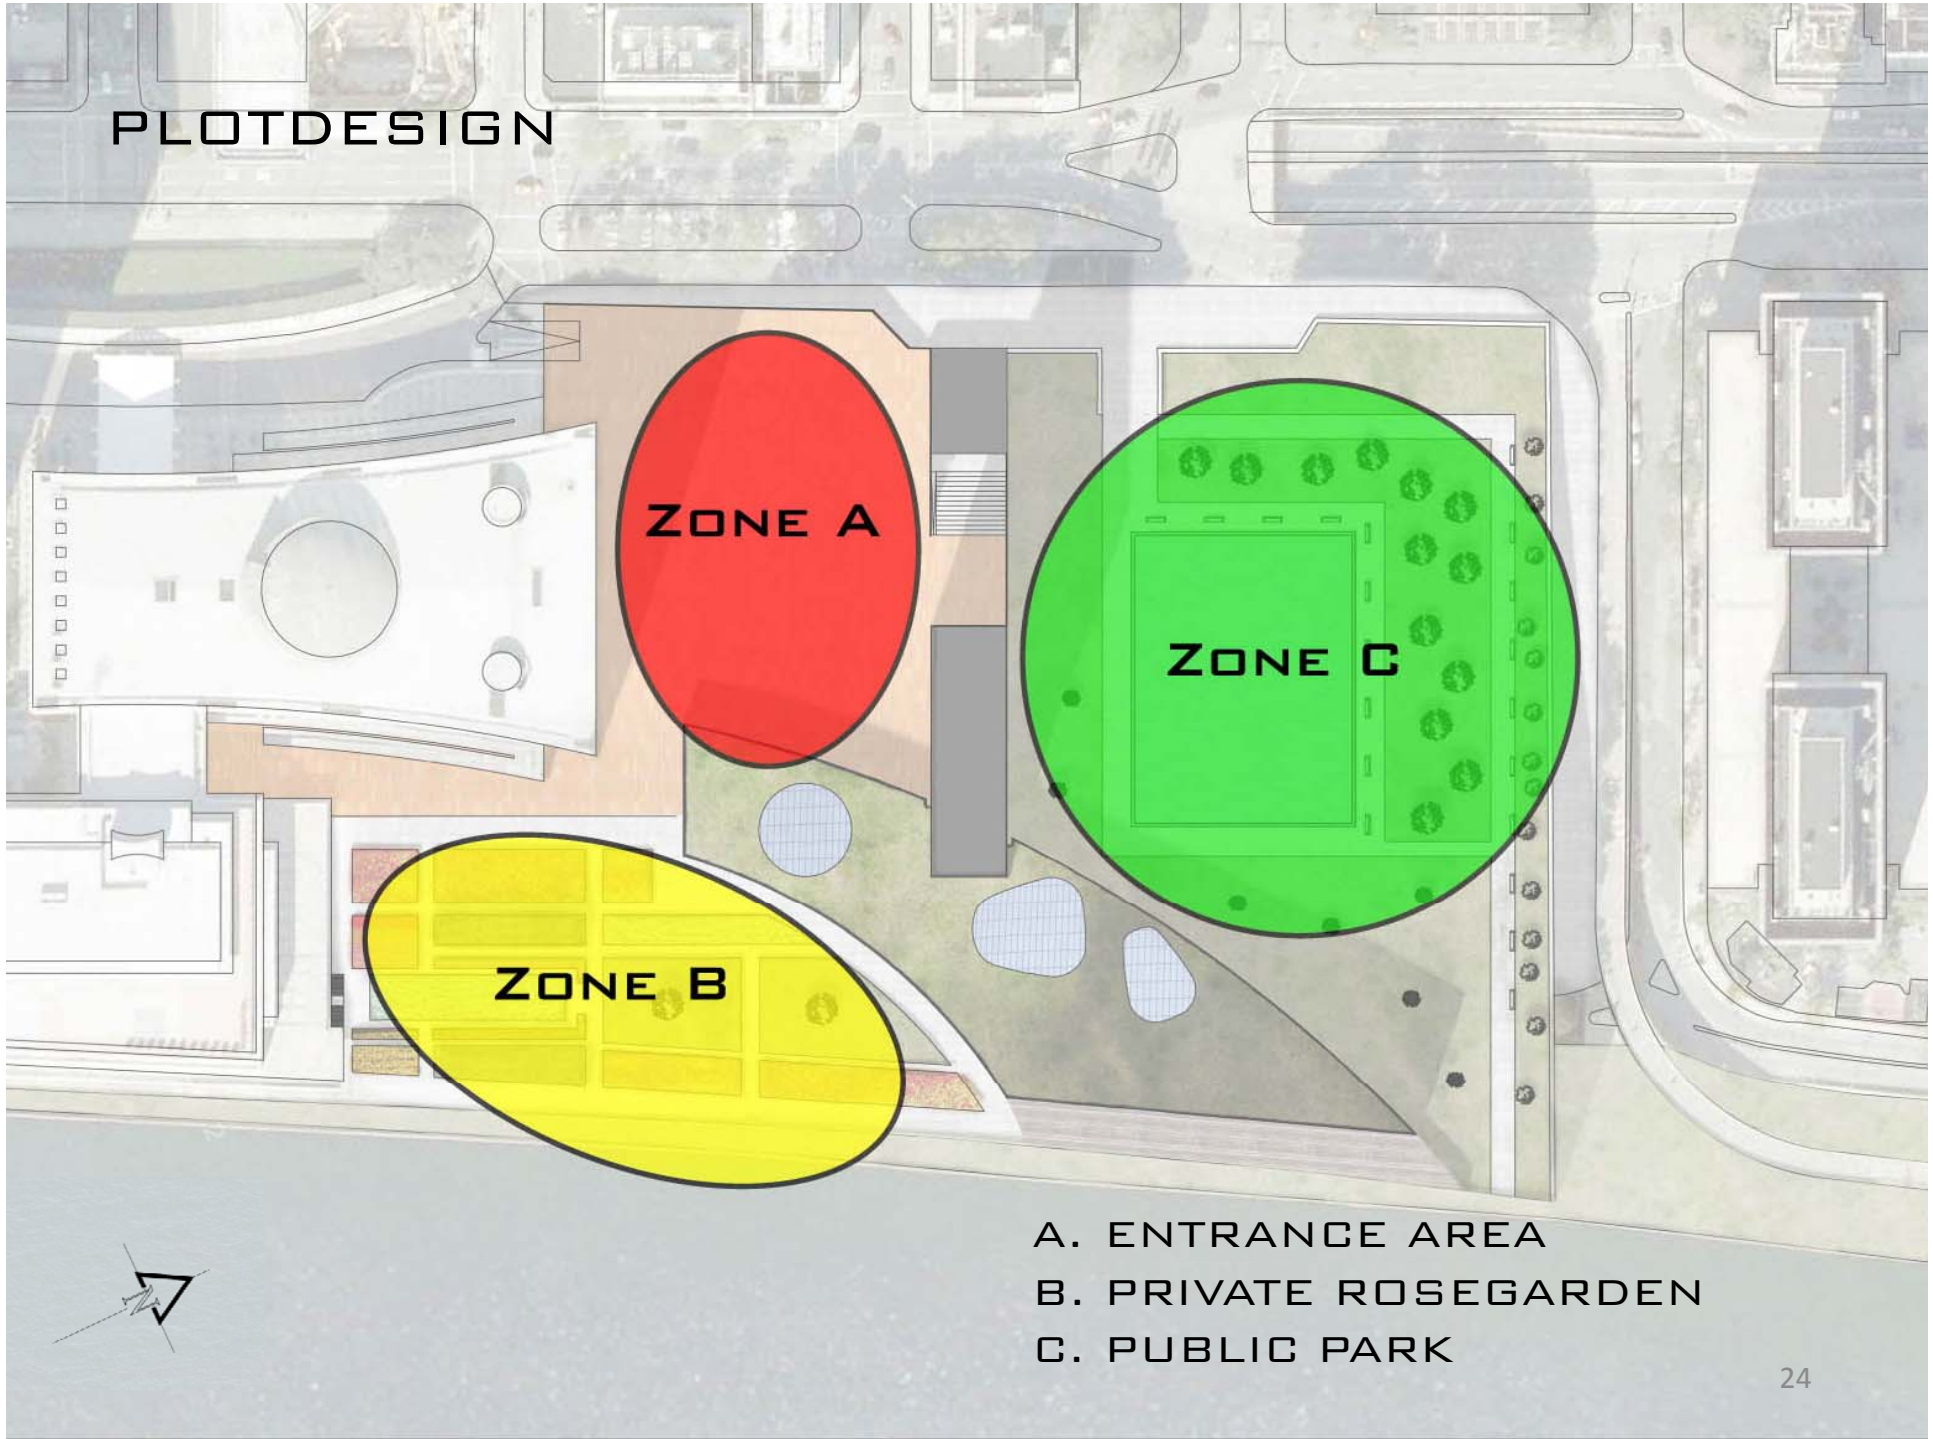 PLOTDESIGN
ZONE A
ZONE C
ZONE B
A. ENTRANCE AREA
B. PRIVATE ROSEGARDEN
C. PUBLIC PARK
N
24